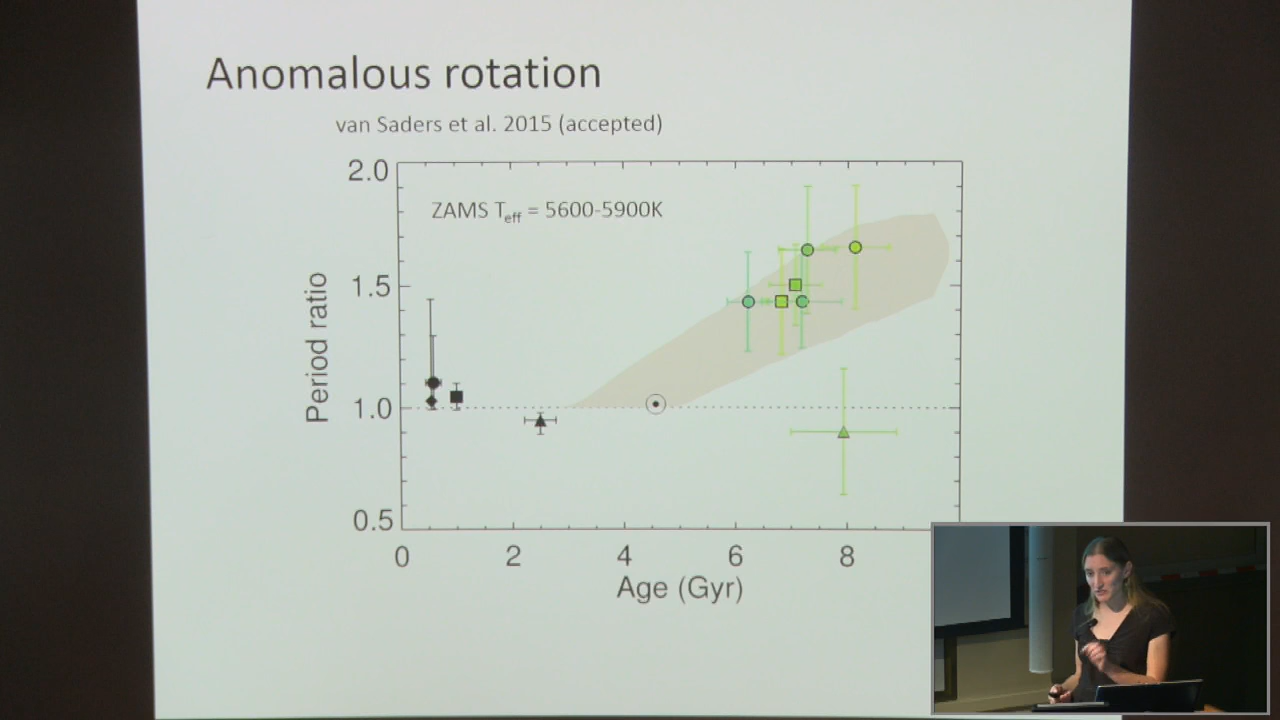 Anomalous rotation
van Saders et al. 2015 (accepted)
2.0
ZAMS Teff = 5600-5900K
1.5
Period ratio
1.0
0.5
0 2 4 6 8
Age (Gyr)